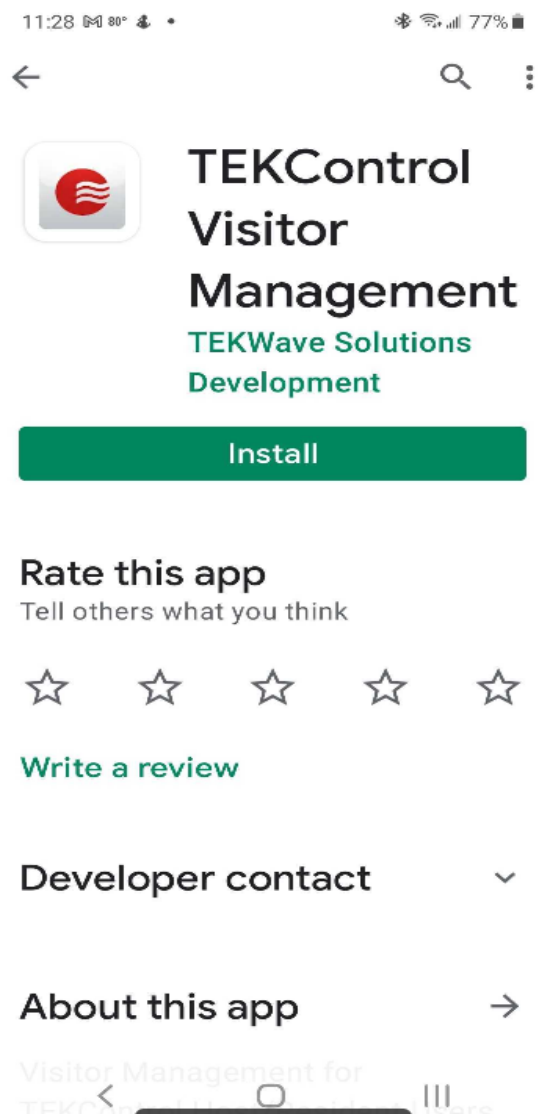 11:28 80°
77%
TEKControl
Visitor
Management
TEKWave Solutions
Development
Install
Rate this app
Tell others what you think
Write a review
Developer contact
About this app
Visitor Management for
TEKControl